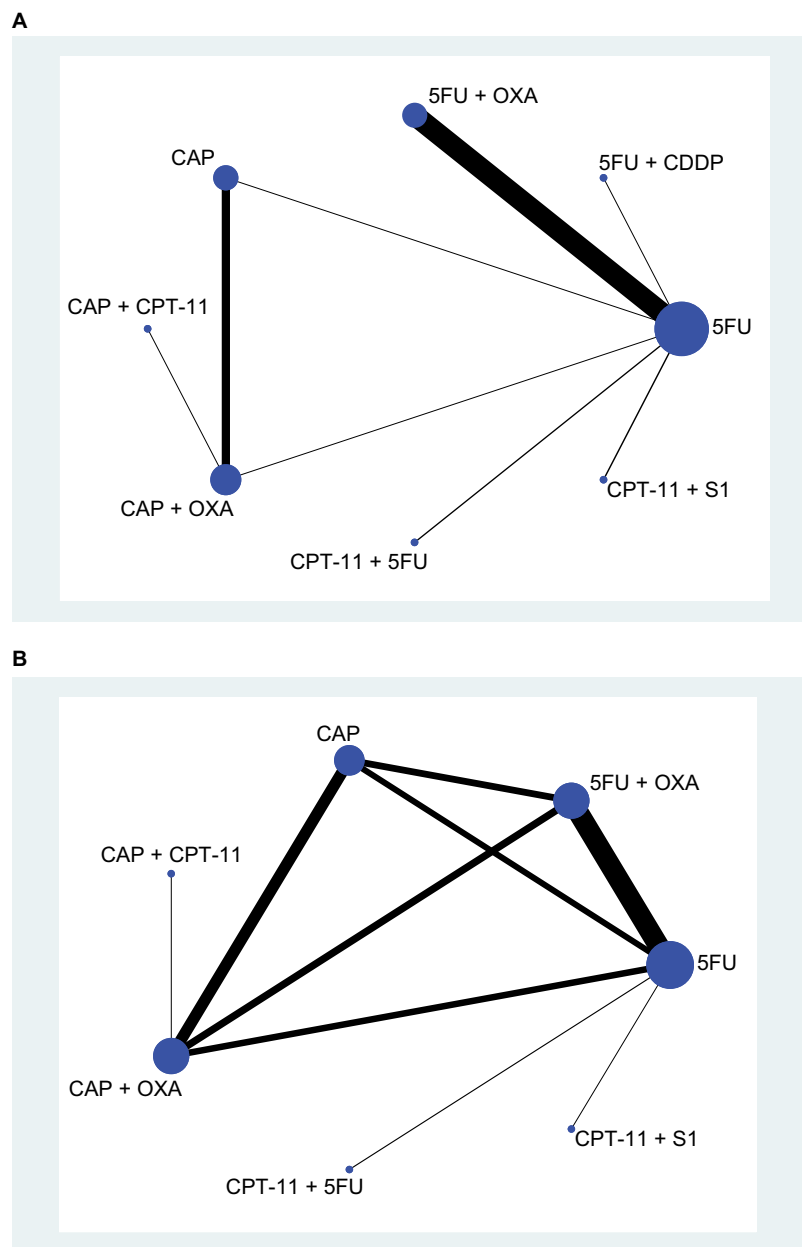 A
5FU + OXA
CAP
5FU + CDDP
CAP + CPT-11
5FU
CPT-11 + S1
CAP + OXA
CPT-11 + 5FU
B
CAP
5FU + OXA
CAP + CPT-11
5FU
CAP + OXA
CPT-11 + S1
CPT-11 + 5FU